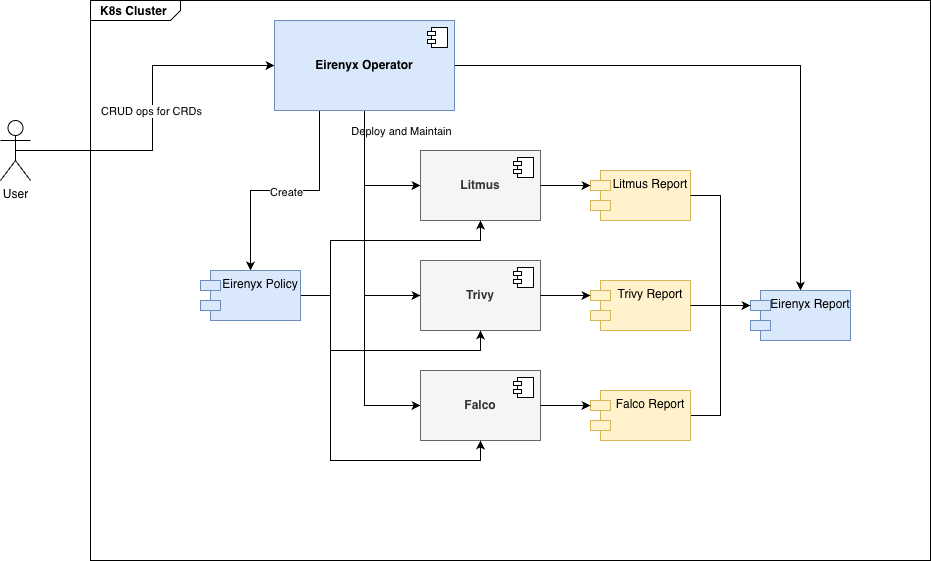 K8s Cluster
Eirenyx Operator
CRUD ops for CRDs
Deploy and Maintain
User
Create
Litmus
Litmus Report
Eirenyx Policy
Trivy
Trivy Report
Eirenyx Report
Falco
Falco Report